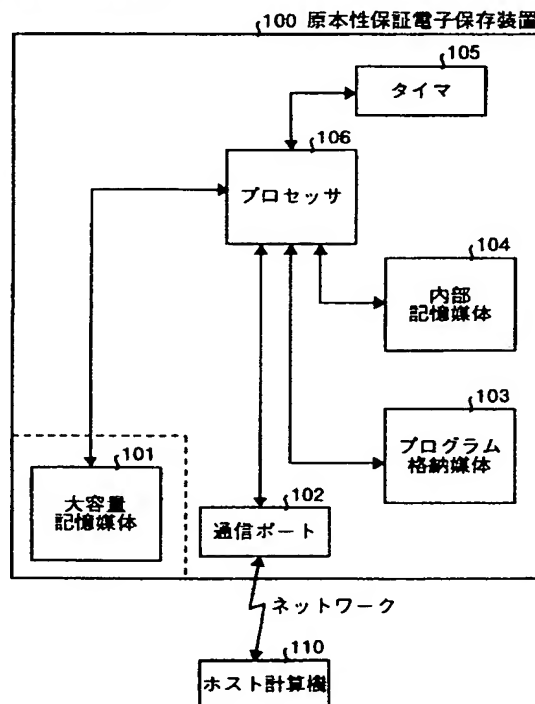 100 原本性保証電子保存装置
105
タイマ
106
プロセッサ
104
内部
記憶媒体
103
プログラム
格納媒体
101
大容量
記憶媒体
102
通信ポート
ネットワーク
110
ホスト計算機